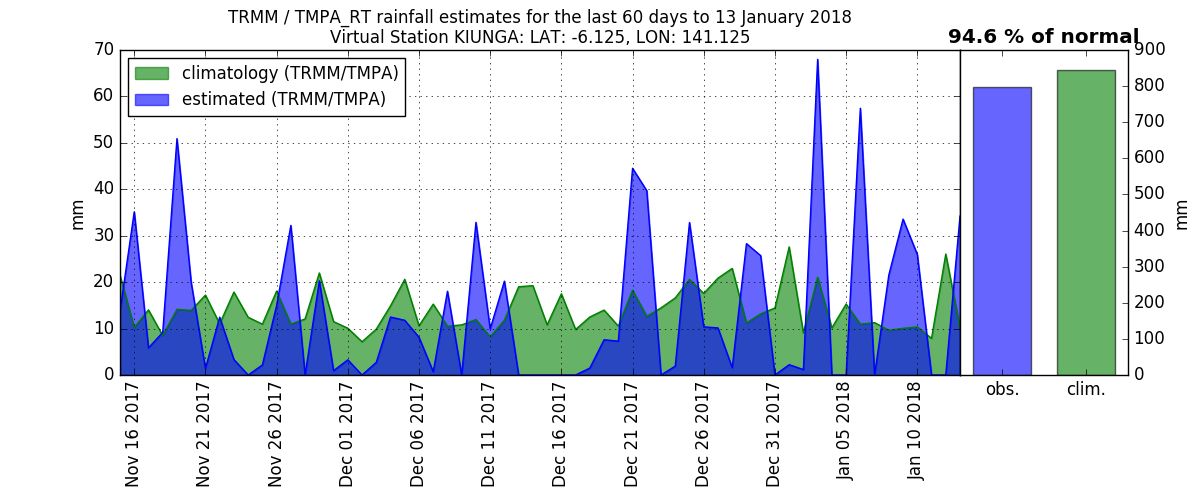 TRMM / TMPA_RT rainfall estimates for the last 60 days to 13 January 2018
Virtual Station KIUNGA: LAT: -6.125, LON: 141.125
94.6 % of normal
climatology (TRMM/TMPA)
estimated (TRMM/TMPA)
mm
70
60
50
40
30
20
10
0
Nov 16 2017
Nov 21 2017
Nov 26 2017
Dec 01 2017
Dec 06 2017
Dec 11 2017
Dec 16 2017
Dec 21 2017
Dec 26 2017
Dec 31 2017
Jan 05 2018
Jan 10 2018
obs.
clim.
900
800
700
600
500
400
300
200
100
0
mm